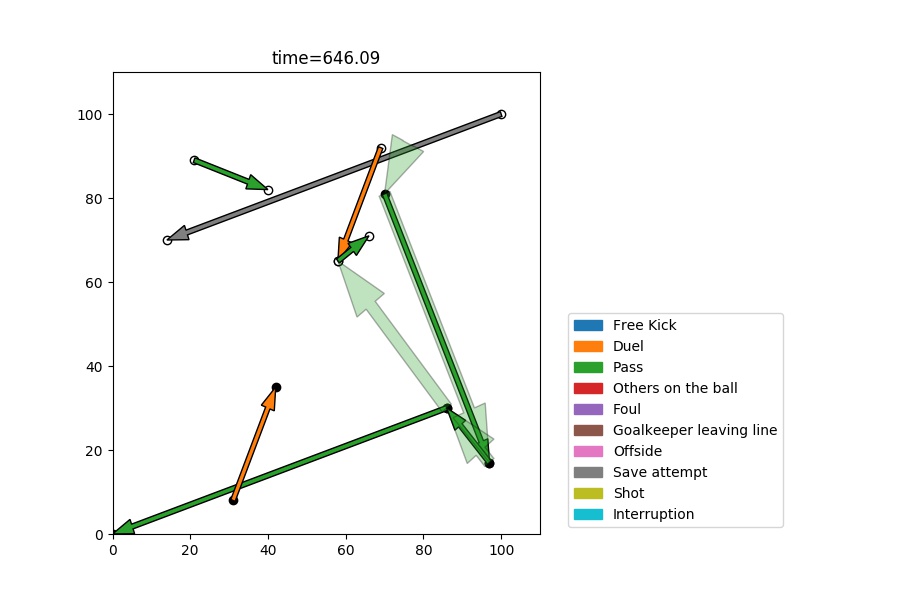 time=646.09
100
80
60
40
20
0
0 20 40 60 80 100
Free Kick
Duel
Pass
Others on the ball
Foul
Goalkeeper leaving line
Offside
Save attempt
Shot
Interruption